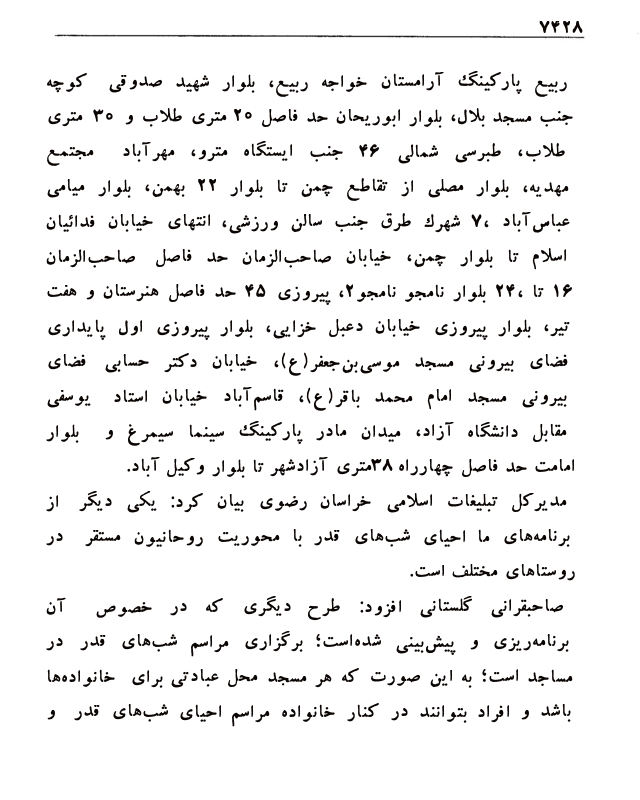 ۷۴۲۸
ربیع پارکینگ آرامستان خواجه ربیع، بلوار شهید صدوقی کوچه
جنب مسجد بلال، بلوار ابوریحان حد فاصل ۲۰ متری طلاب و ۳۰ متری
طلاب، طبرسی شمالی ۴۶ جنب ایستگاه مترو، مهرآباد مجتمع
مهدیه، بلوار مصلی از تقاطع چمن تا بلوار ۲۲ بهمن، بلوار میامی
عباس‌آباد ،۷ شهرك طرق جنب سالن ورزشی، انتهای خیابان فدائیان
اسلام تا بلوار چمن، خیابان صاحب‌الزمان حد فاصل صاحب‌الزمان
۱۶ تا ،۲۴ بلوار نامجو نامجو۲، پیروزی ۴۵ حد فاصل هنرستان و هفت
تیر، بلوار پیروزی خیابان دعبل خزایی، بلوار پیروزی اول پایداری
فضای بیرونی مسجد موسی‌بن‌جعفر(ع)، خیابان دکتر حسابی فضای
بیرونی مسجد امام محمد باقر(ع)، قاسم‌آباد خیابان استاد یوسفی
مقابل دانشگاه آزاد، میدان مادر پارکینگ سینما سیمرغ و بلوار
امامت حد فاصل چهارراه ۳۸متری آزادشهر تا بلوار وکیل آباد.
مدیرکل تبلیغات اسلامی خراسان رضوی بیان کرد: یکی دیگر از
برنامه‌های ما احیای شب‌های قدر با محوریت روحانیون مستقر در
روستاهای مختلف است.
صاحبقرانی گلستانی افزود: طرح دیگری که در خصوص آن
برنامه‌ریزی و پیش‌بینی شده‌است؛ برگزاری مراسم شب‌های قدر در
مساجد است؛ به این صورت که هر مسجد محل عبادتی برای خانواده‌ها
باشد و افراد بتوانند در کنار خانواده مراسم احیای شب‌های قدر و